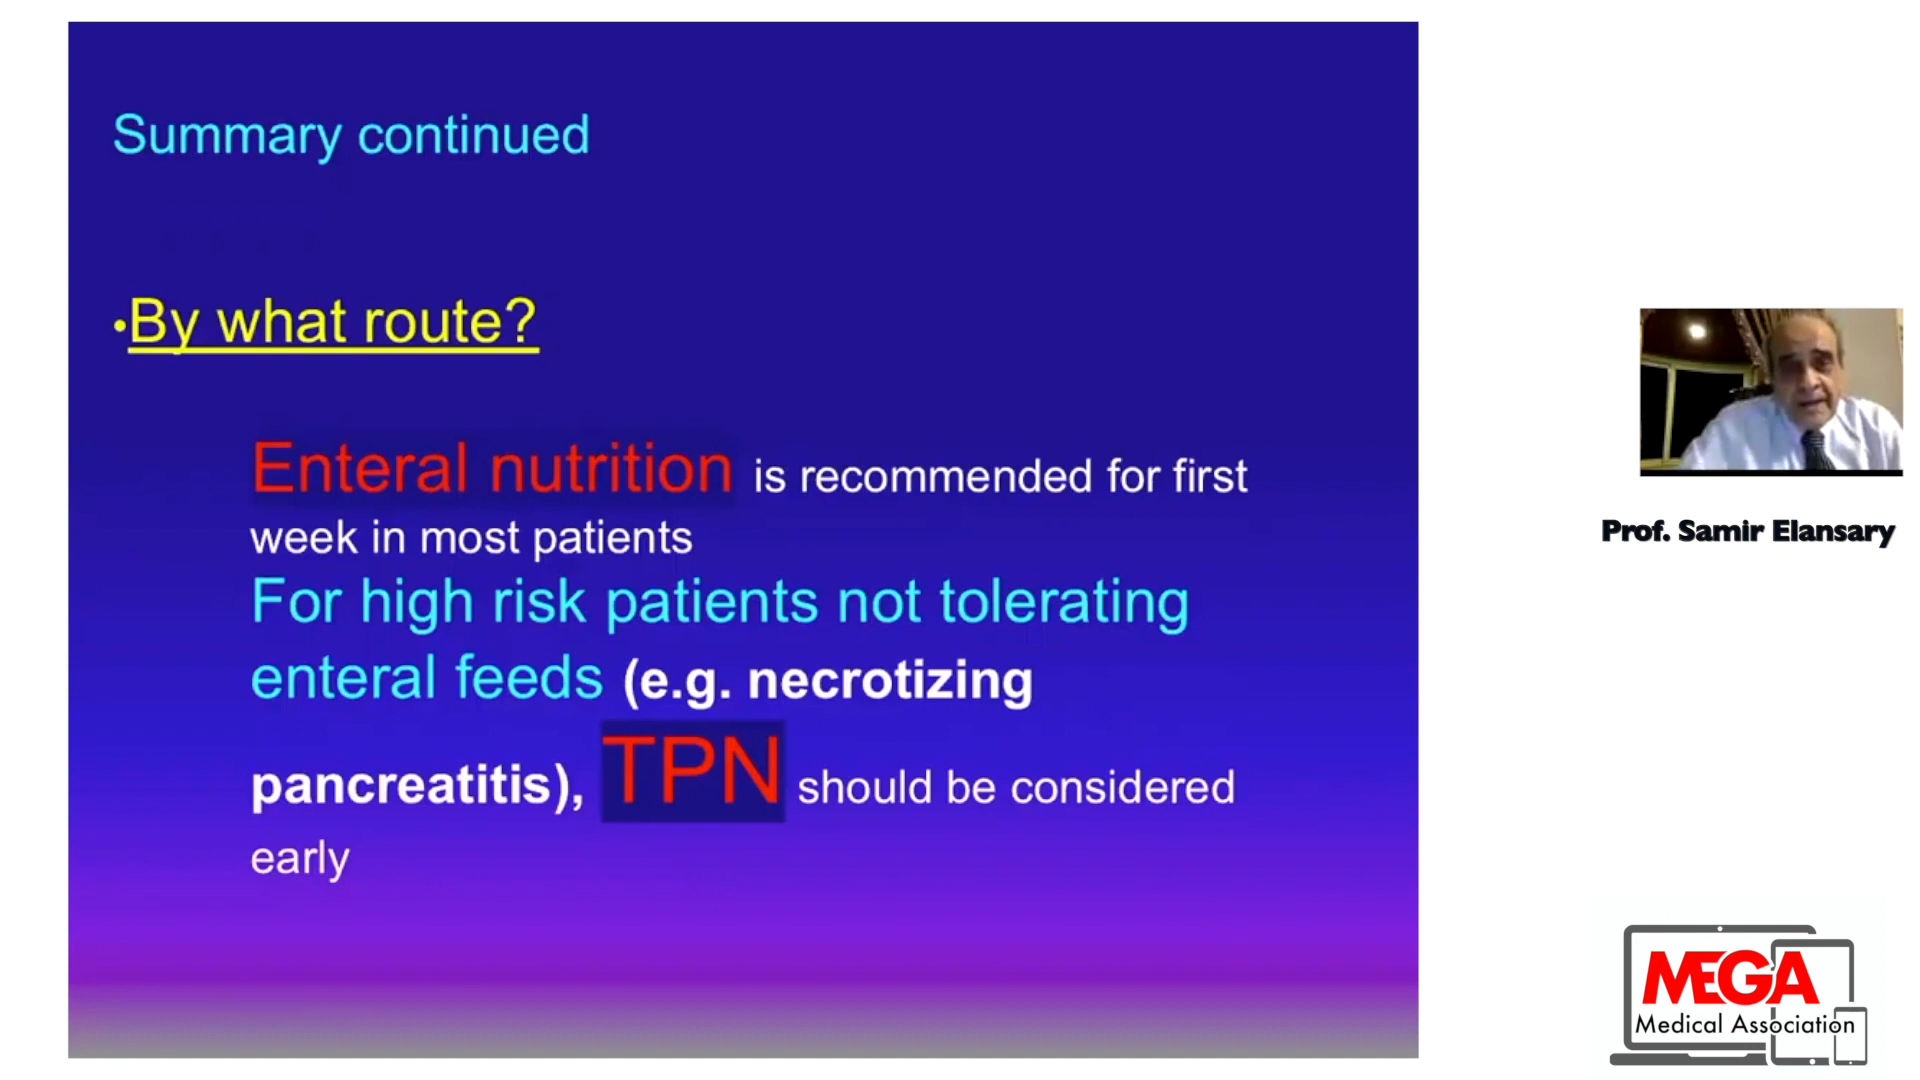 Summary continued
•By what route?
Enteral nutrition is recommended for first
week in most patients
For high risk patients not tolerating
enteral feeds (e.g. necrotizing
pancreatitis), TPN should be considered
early
Prof. Samir Elansary
MEGA
Medical Association